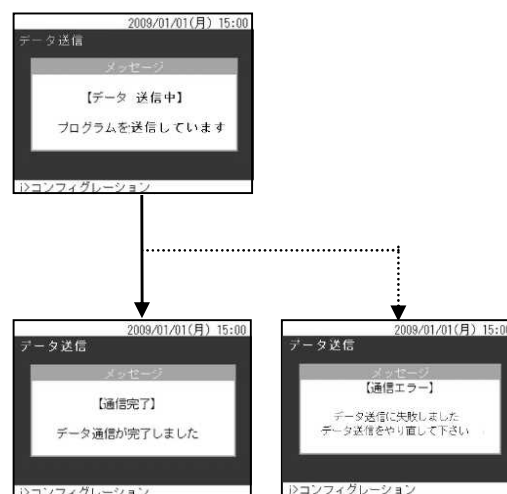 2009/01/01(月) 15:00
データ送信
メッセージ
【データ 送信中】
プログラムを送信しています
i>コンフィグレーション
2009/01/01(月) 15:00
データ送信
メッセージ
【通信完了】
データ通信が完了しました
i>コンフィグレーション
2009/01/01(月) 15:00
データ送信
メッセージ
【通信エラー】
データ送信に失敗しました
データ送信をやり直して下さい
i>コンフィグレーション